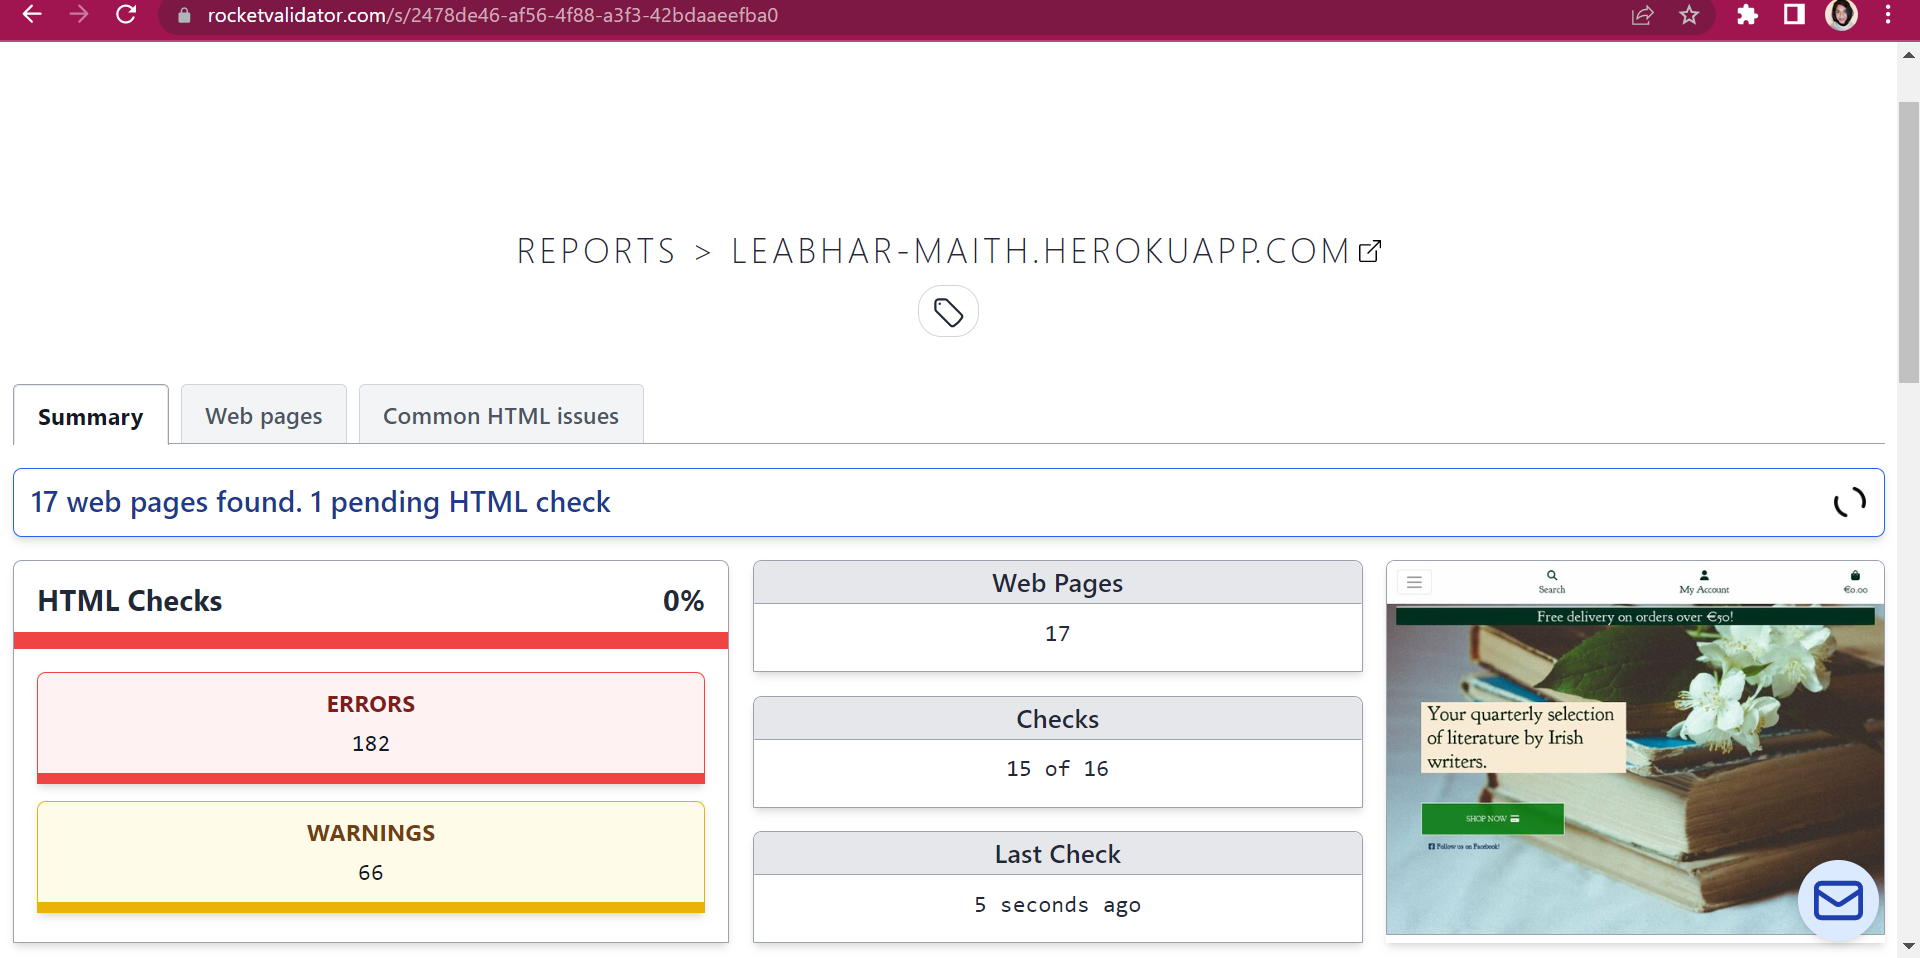 rocketvalidator.com/s/2478de46-af56-4f88-a3f3-42bdaaeefba0
REPORTS > LEABHAR-MAITH.HEROKUAPP.COM
Summary
Web pages
Common HTML issues
17 web pages found. 1 pending HTML check
HTML Checks 0%
ERRORS
182
WARNINGS
66
Web Pages
17
Checks
15 of 16
Last Check
5 seconds ago
Search
My Account
€0.00
Free delivery on orders over €50!
Your quarterly selection
of literature by Irish
writers.
SHOP NOW
Follow us on Facebook!